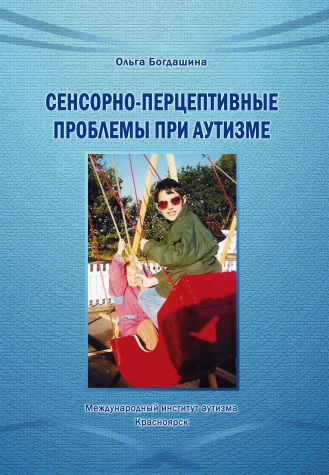 Ольга Богдашина
СЕНСОРНО-ПЕРЦЕПТИВНЫЕ
ПРОБЛЕМЫ ПРИ АУТИЗМЕ
Международный институт аутизма
Красноярск